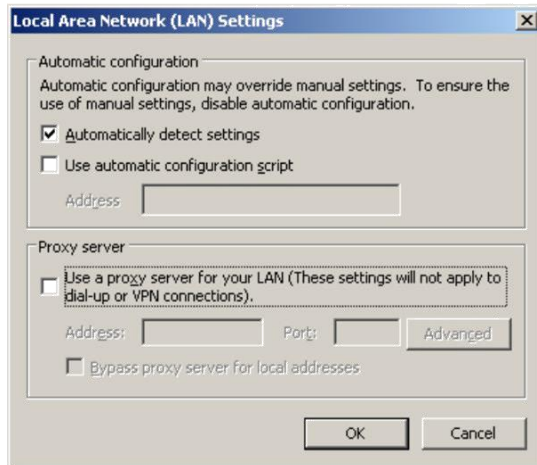 Local Area Network (LAN) Settings
Automatic configuration
Automatic configuration may override manual settings. To ensure the
use of manual settings, disable automatic configuration.
Automatically detect settings
Use automatic configuration script
Address
Proxy server
Use a proxy server for your LAN (These settings will not apply to
dial-up or VPN connections).
Address: Port: Advanced
Bypass proxy server for local addresses
OK Cancel